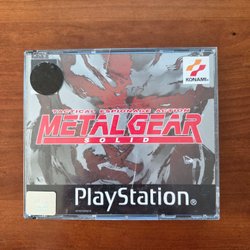 KONAMI
TACTICAL ESPIONAGE ACTION
METAL GEAR
SOLID
PlayStation®